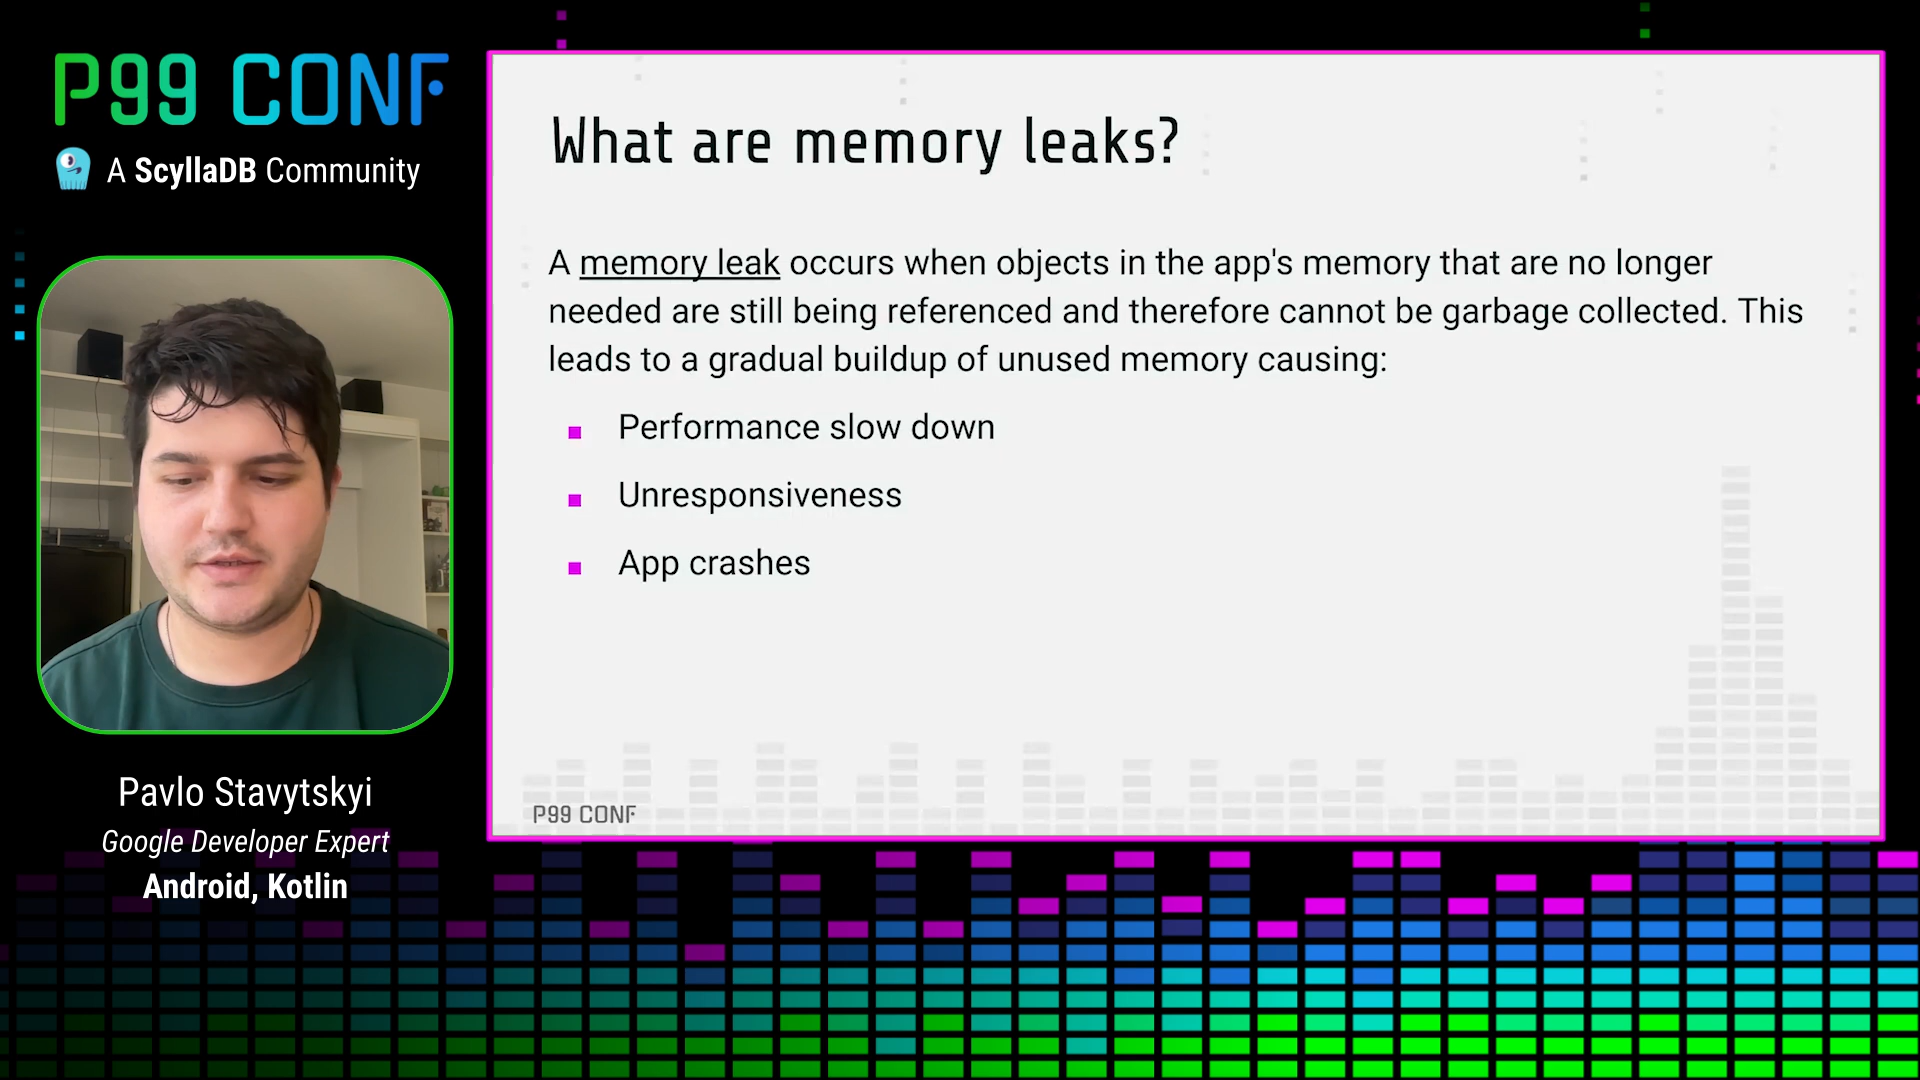 P99 CONF
A ScyllaDB Community
Pavlo Stavytskyi
Google Developer Expert
Android, Kotlin
What are memory leaks?
A memory leak occurs when objects in the app's memory that are no longer
needed are still being referenced and therefore cannot be garbage collected. This
leads to a gradual buildup of unused memory causing:
Performance slow down
Unresponsiveness
App crashes
P99 CONF